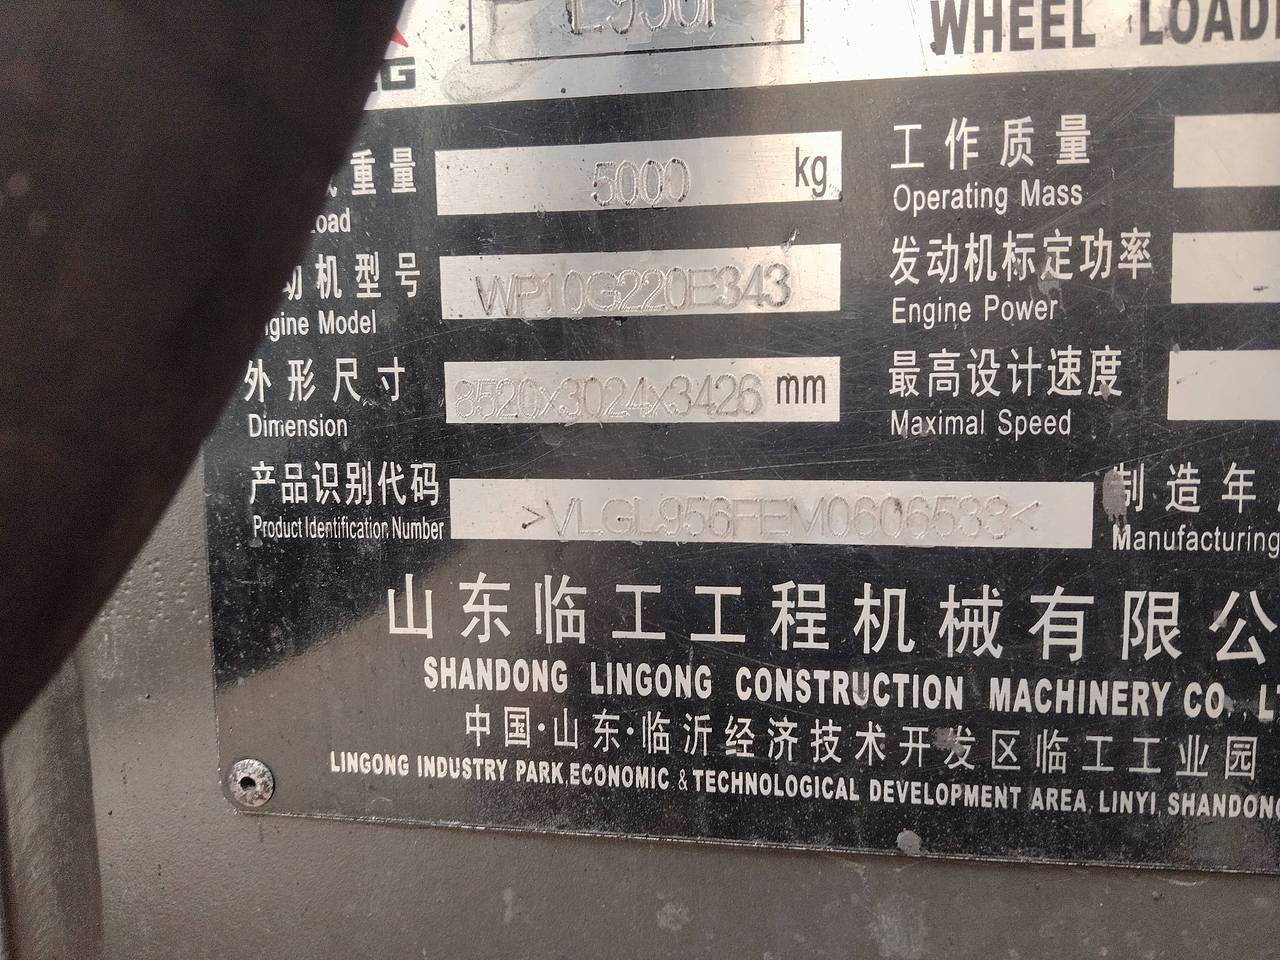 L956F
WHEEL LOAD
重量 5000 kg 工作质量
Load Operating Mass
动机型号 WP10G220E343 发动机标定功率
Engine Model Engine Power
外形尺寸 8520X3024X3426 mm 最高设计速度
Dimension Maximal Speed
产品识别代码 >VLGL956FEM0606538< 制造年
Product Identification Number Manufacturing
山东临工工程机械有限公
SHANDONG LINGONG CONSTRUCTION MACHINERY CO., LT
中国·山东·临沂经济技术开发区临工工业园
LINGONG INDUSTRY PARK,ECONOMIC & TECHNOLOGICAL DEVELOPMENT AREA, LINYI, SHANDONG